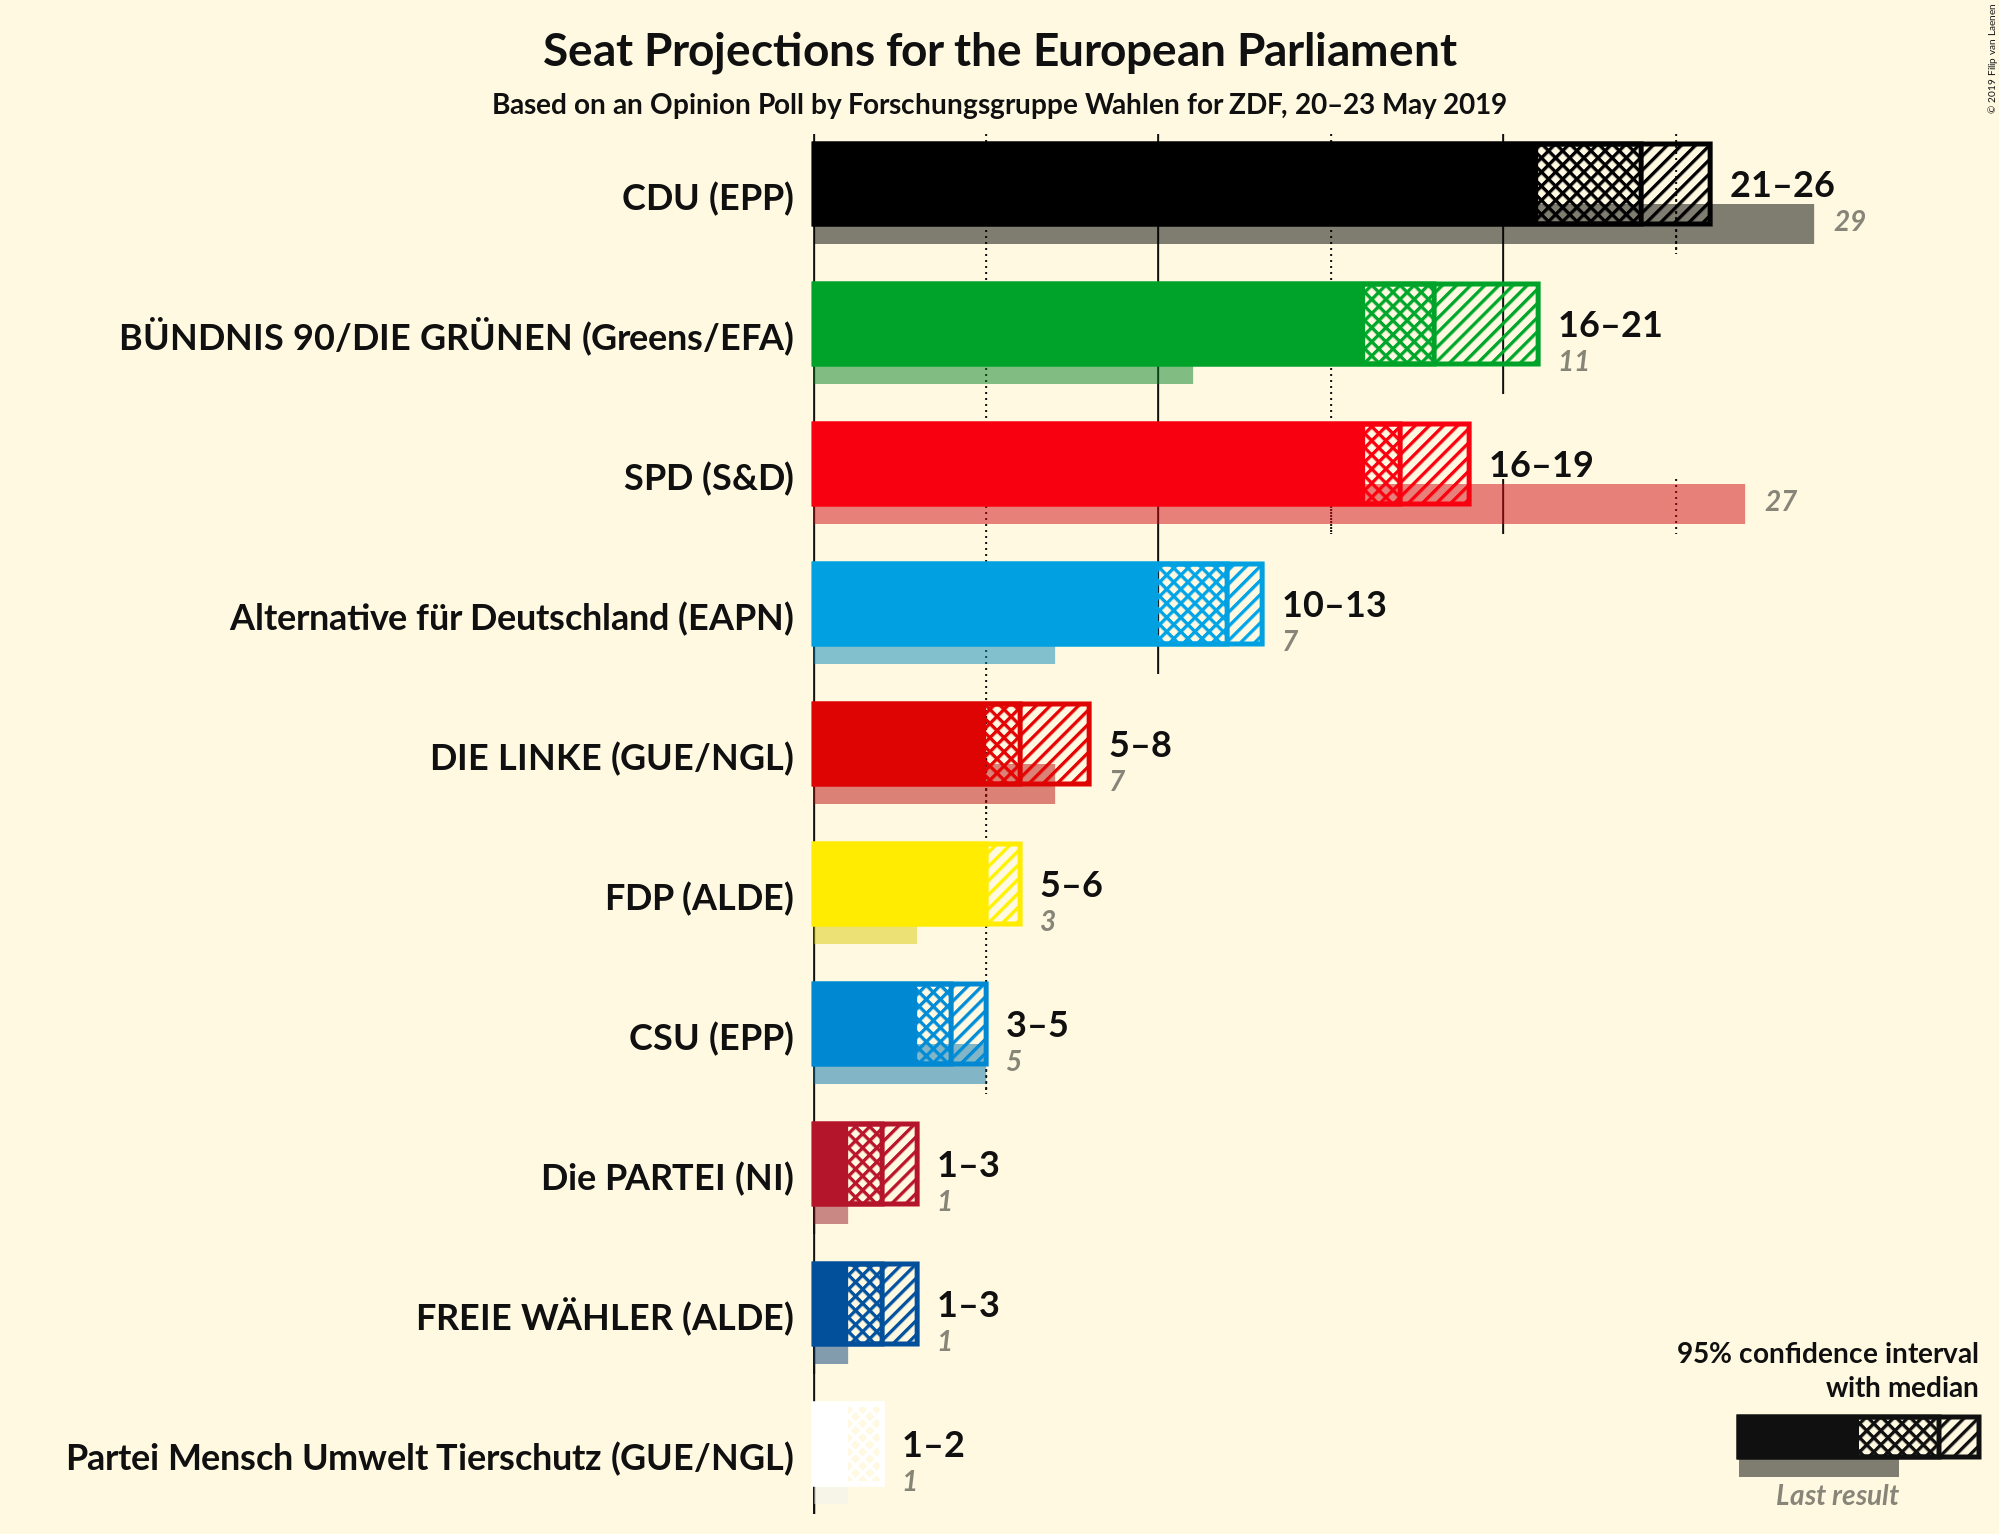 Seat Projections for the European Parliament
Based on an Opinion Poll by Forschungsgruppe Wahlen for ZDF, 20–23 May 2019
© 2019 Filip van Laenen
CDU (EPP)
21–26
29
BÜNDNIS 90/DIE GRÜNEN (Greens/EFA)
16–21
11
SPD (S&D)
16–19
27
Alternative für Deutschland (EAPN)
10–13
7
DIE LINKE (GUE/NGL)
5–8
7
FDP (ALDE)
5–6
3
CSU (EPP)
3–5
5
Die PARTEI (NI)
1–3
1
FREIE WÄHLER (ALDE)
1–3
1
Partei Mensch Umwelt Tierschutz (GUE/NGL)
1–2
1
95% confidence interval
with median
Last result